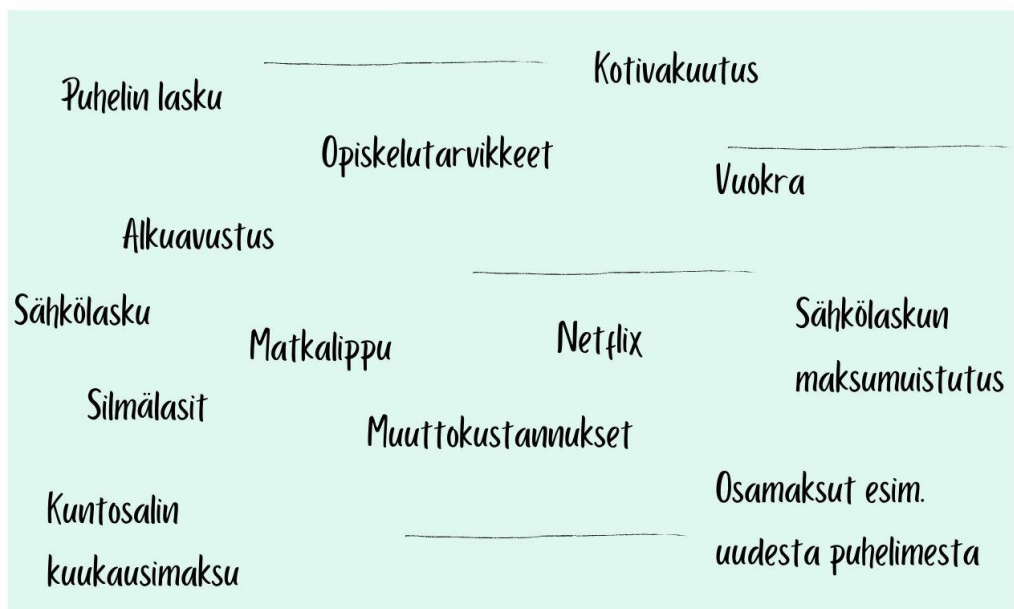 Kotivakuutus
Puhelin lasku
Opiskelutarvikkeet
Vuokra
Alkuavustus
Sähkölasku
Sähkölaskun
maksumuistutus
Matkalippu
Netflix
Silmälasit
Muuttokustannukset
Osamaksut esim.
uudesta puhelimesta
Kuntosalin
kuukausimaksu